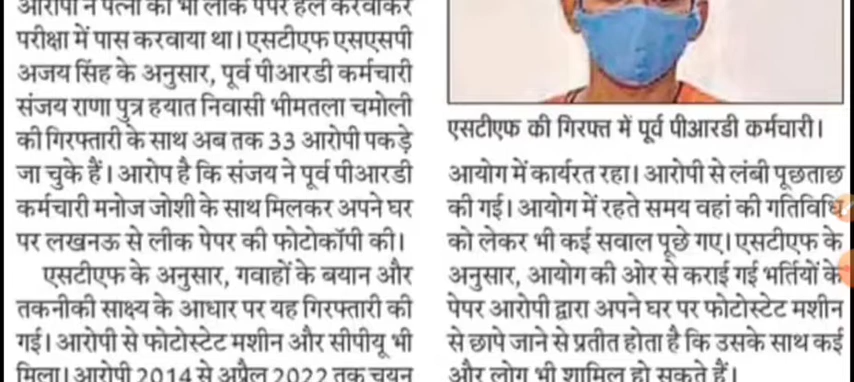 आरोपी ने पत्नी को भी लीक पेपर हल करवाकर
परीक्षा में पास करवाया था। एसटीएफ एसएसपी
अजय सिंह के अनुसार, पूर्व पीआरडी कर्मचारी
संजय राणा पुत्र हयात निवासी भीमतला चमोली
की गिरफ्तारी के साथ अब तक 33 आरोपी पकड़े
जा चुके हैं। आरोप है कि संजय ने पूर्व पीआरडी
कर्मचारी मनोज जोशी के साथ मिलकर अपने घर
पर लखनऊ से लीक पेपर की फोटोकॉपी की।
एसटीएफ के अनुसार, गवाहों के बयान और
तकनीकी साक्ष्य के आधार पर यह गिरफ्तारी की
गई। आरोपी से फोटोस्टेट मशीन और सीपीयू भी
मिला। आरोपी 2014 से अप्रैल 2022 तक चयन
एसटीएफ की गिरफ्त में पूर्व पीआरडी कर्मचारी।
आयोग में कार्यरत रहा। आरोपी से लंबी पूछताछ
की गई। आयोग में रहते समय वहां की गतिविधि
को लेकर भी कई सवाल पूछे गए। एसटीएफ के
अनुसार, आयोग की ओर से कराई गई भर्तियों के
पेपर आरोपी द्वारा अपने घर पर फोटोस्टेट मशीन
से छापे जाने से प्रतीत होता है कि उसके साथ कई
और लोग भी शामिल हो सकते हैं।